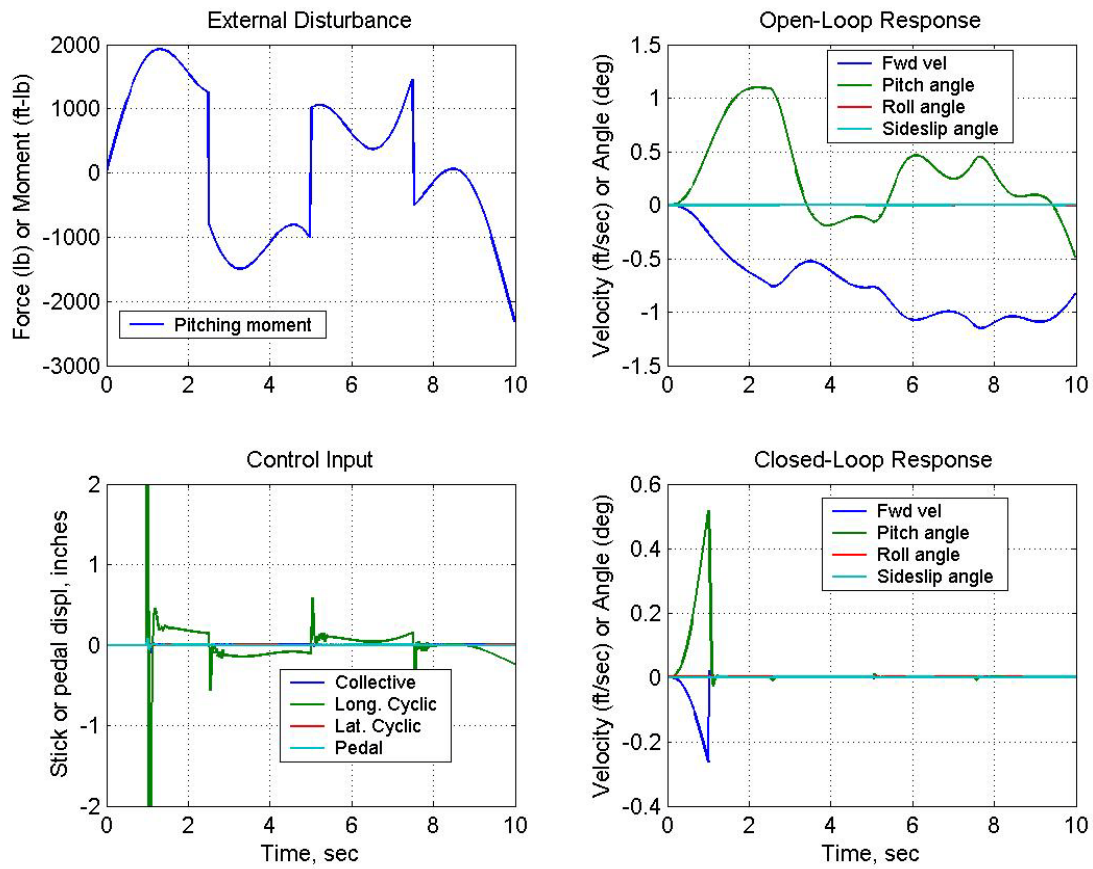 External Disturbance
Force (lb) or Moment (ft-lb)
2000
1000
0
-1000
-2000
-3000
Pitching moment
0 2 4 6 8 10
Open-Loop Response
Velocity (ft/sec) or Angle (deg)
1.5
1
0.5
0
-0.5
-1
-1.5
Fwd vel
Pitch angle
Roll angle
Sideslip angle
0 2 4 6 8 10
Control Input
Stick or pedal displ, inches
2
1
0
-1
-2
Collective
Long. Cyclic
Lat. Cyclic
Pedal
0 2 4 6 8 10
Time, sec
Closed-Loop Response
Velocity (ft/sec) or Angle (deg)
0.6
0.4
0.2
0
-0.2
-0.4
Fwd vel
Pitch angle
Roll angle
Sideslip angle
0 2 4 6 8 10
Time, sec